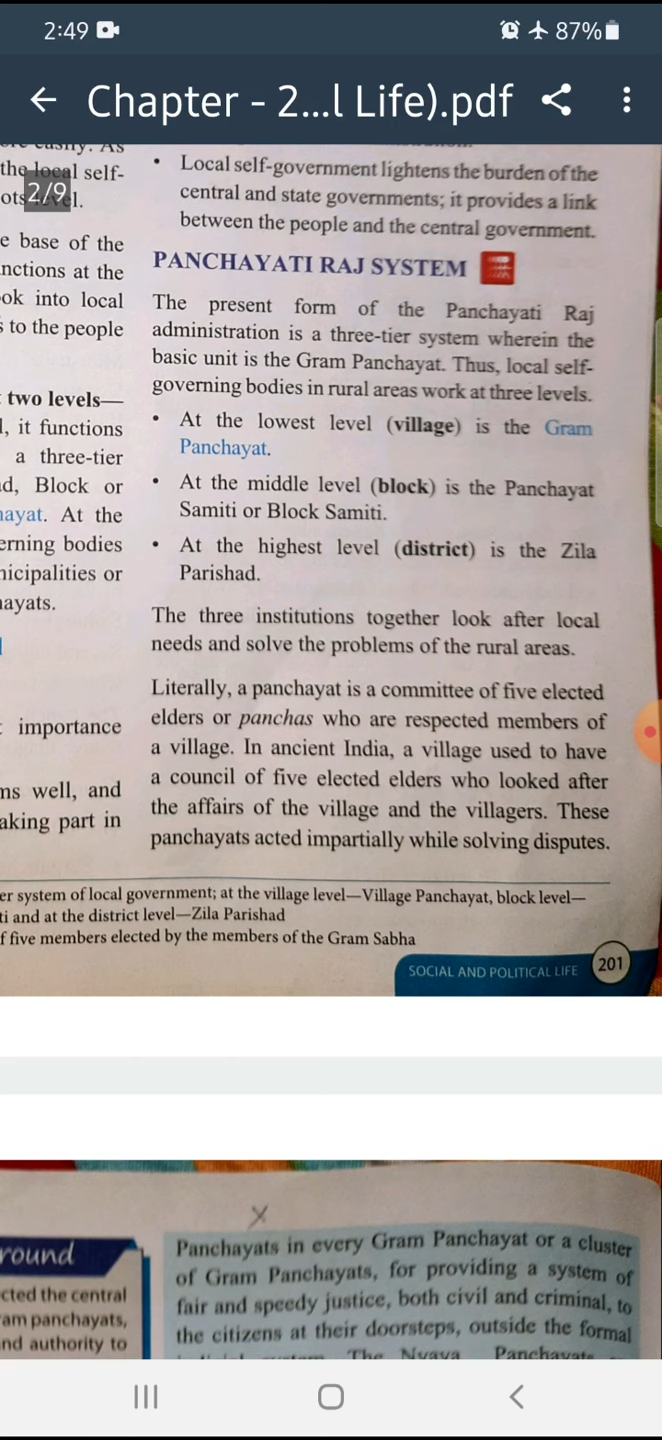 2:49
87%
Chapter - 2...l Life).pdf
easily. As
the local self-
2/9
e base of the
nctions at the
ok into local
s to the people
two levels—
l, it functions
a three-tier
d, Block or
ayat. At the
erning bodies
nicipalities or
ayats.
importance
ms well, and
aking part in
• Local self-government lightens the burden of the
central and state governments; it provides a link
between the people and the central government.
PANCHAYATI RAJ SYSTEM
The present form of the Panchayati Raj
administration is a three-tier system wherein the
basic unit is the Gram Panchayat. Thus, local self-
governing bodies in rural areas work at three levels.
• At the lowest level (village) is the Gram
Panchayat.
• At the middle level (block) is the Panchayat
Samiti or Block Samiti.
• At the highest level (district) is the Zila
Parishad.
The three institutions together look after local
needs and solve the problems of the rural areas.
Literally, a panchayat is a committee of five elected
elders or panchas who are respected members of
a village. In ancient India, a village used to have
a council of five elected elders who looked after
the affairs of the village and the villagers. These
panchayats acted impartially while solving disputes.
er system of local government; at the village level—Village Panchayat, block level—
ti and at the district level—Zila Parishad
f five members elected by the members of the Gram Sabha
SOCIAL AND POLITICAL LIFE 201
round
cted the central
am panchayats,
nd authority to
X
Panchayats in every Gram Panchayat or a cluster
of Gram Panchayats, for providing a system of
fair and speedy justice, both civil and criminal, to
the citizens at their doorsteps, outside the formal
The Nyaya Panchayats